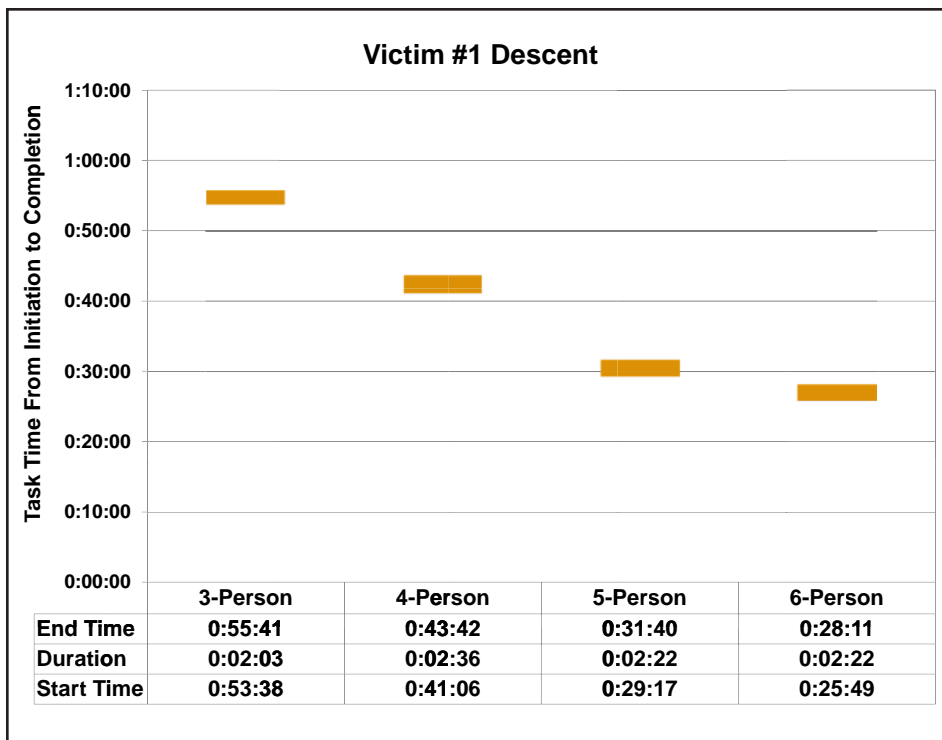 Victim #1 Descent
Task Time From Initiation to Completion
1:10:00
1:00:00
0:50:00
0:40:00
0:30:00
0:20:00
0:10:00
0:00:00
3-Person 4-Person 5-Person 6-Person
End Time 0:55:41 0:43:42 0:31:40 0:28:11
Duration 0:02:03 0:02:36 0:02:22 0:02:22
Start Time 0:53:38 0:41:06 0:29:17 0:25:49